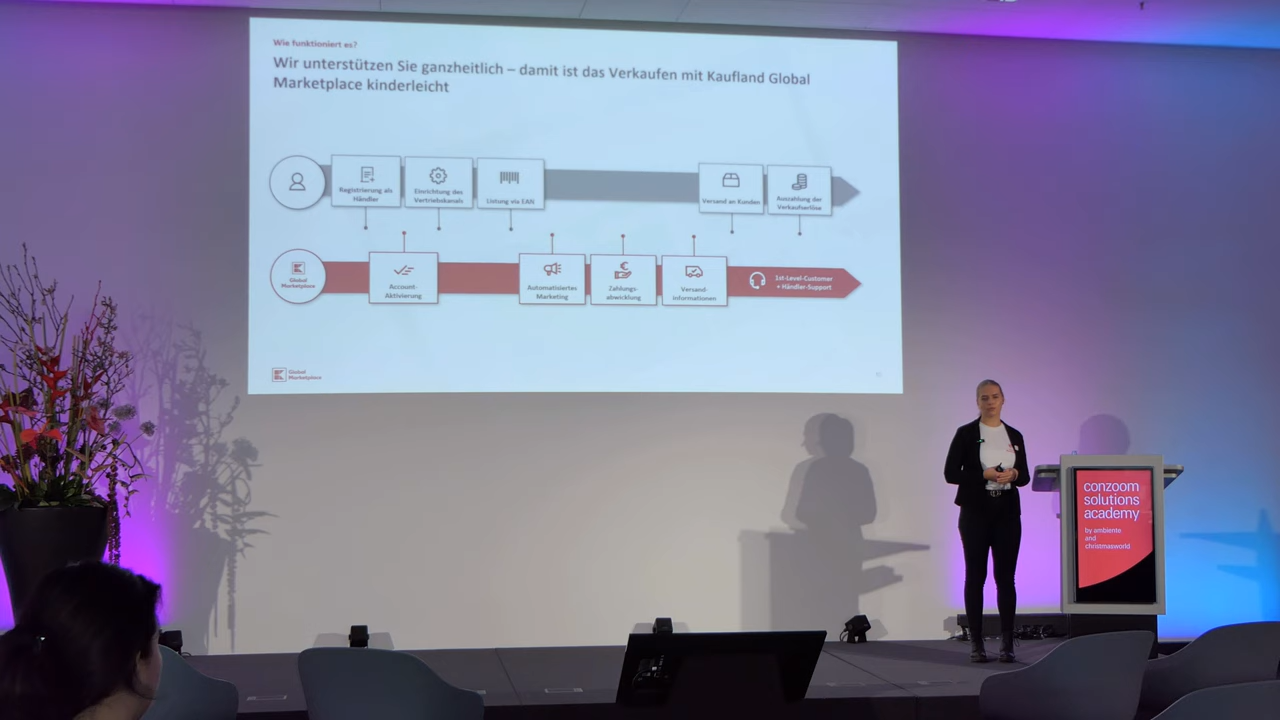 Wie funktioniert es?
Wir unterstützen Sie ganzheitlich – damit ist das Verkaufen mit Kaufland Global
Marketplace kinderleicht
Registrierung als
Händler
Einrichtung des
Vertriebskanals
Listung via EAN
Versand an Kunden
Auszahlung der
Verkaufserlöse
Global
Marketplace
Account-
Aktivierung
Automatisiertes
Marketing
Zahlungs-
abwicklung
Versand-
informationen
1st-Level-Customer
+ Händler-Support
Global
Marketplace
conzoom
solutions
academy
by ambiente
and
christmasworld